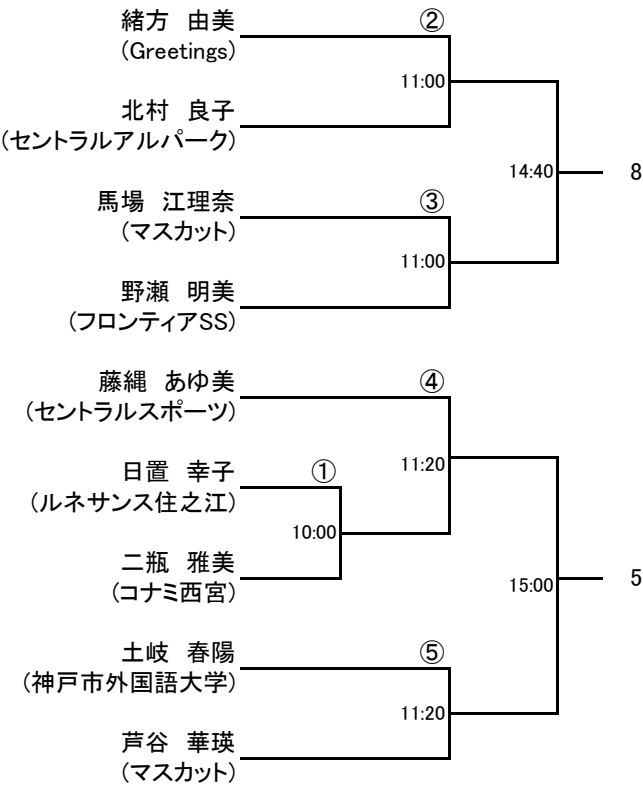 緒方　由美
(Greetings)
②
11:00
北村　良子
(セントラルアルパーク)
14:40
8
馬場　江理奈
(マスカット)
③
11:00
野瀬　明美
(フロンティアSS)
藤縄　あゆ美
(セントラルスポーツ)
④
11:20
日置　幸子
(ルネサンス住之江)
①
10:00
二瓶　雅美
(コナミ西宮)
15:00
5
土岐　春陽
(神戸市外国語大学)
⑤
11:20
芦谷　華瑛
(マスカット)